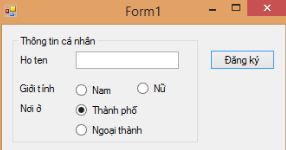 Form1
Thông tin cá nhân
Ho ten
Đăng ký
Giới tính Nam Nữ
Nơi ở Thành phố
Ngoại thành